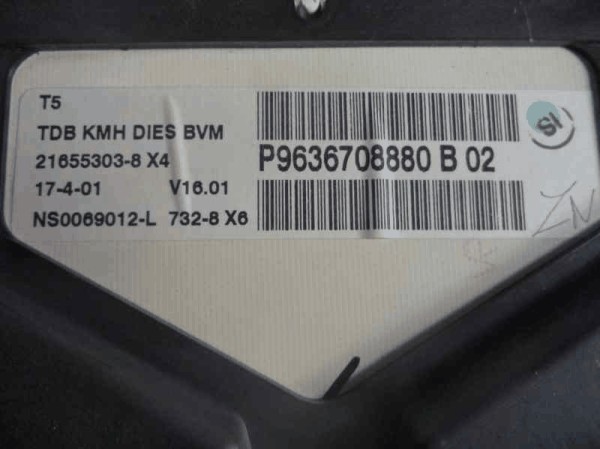 T5
TDB KMH DIES BVM
21655303-8 X4
17-4-01 V16.01
NS0069012-L 732-8 X6
P9636708880 B 02
SI
ZN